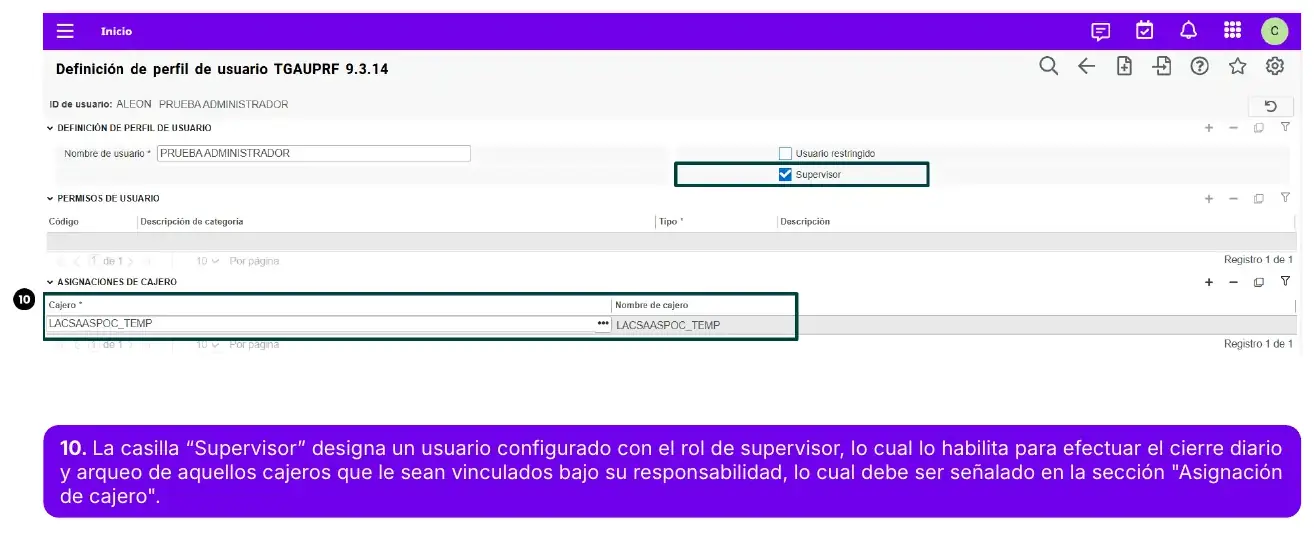 Inicio
C
Definición de perfil de usuario TGAUPRF 9.3.14
ID de usuario: ALEON PRUEBA ADMINISTRADOR
DEFINICIÓN DE PERFIL DE USUARIO
Nombre de usuario * PRUEBA ADMINISTRADOR
Usuario restringido
Supervisor
PERMISOS DE USUARIO
Código Descripción de categoría Tipo * Descripción
1 de 1 10 Por página Registro 1 de 1
ASIGNACIONES DE CAJERO
10
Cajero * Nombre de cajero
LACSAASPOC_TEMP ••• LACSAASPOC_TEMP
1 de 1 10 Por página Registro 1 de 1
10. La casilla “Supervisor” designa un usuario configurado con el rol de supervisor, lo cual lo habilita para efectuar el cierre diario
y arqueo de aquellos cajeros que le sean vinculados bajo su responsabilidad, lo cual debe ser señalado en la sección "Asignación
de cajero".